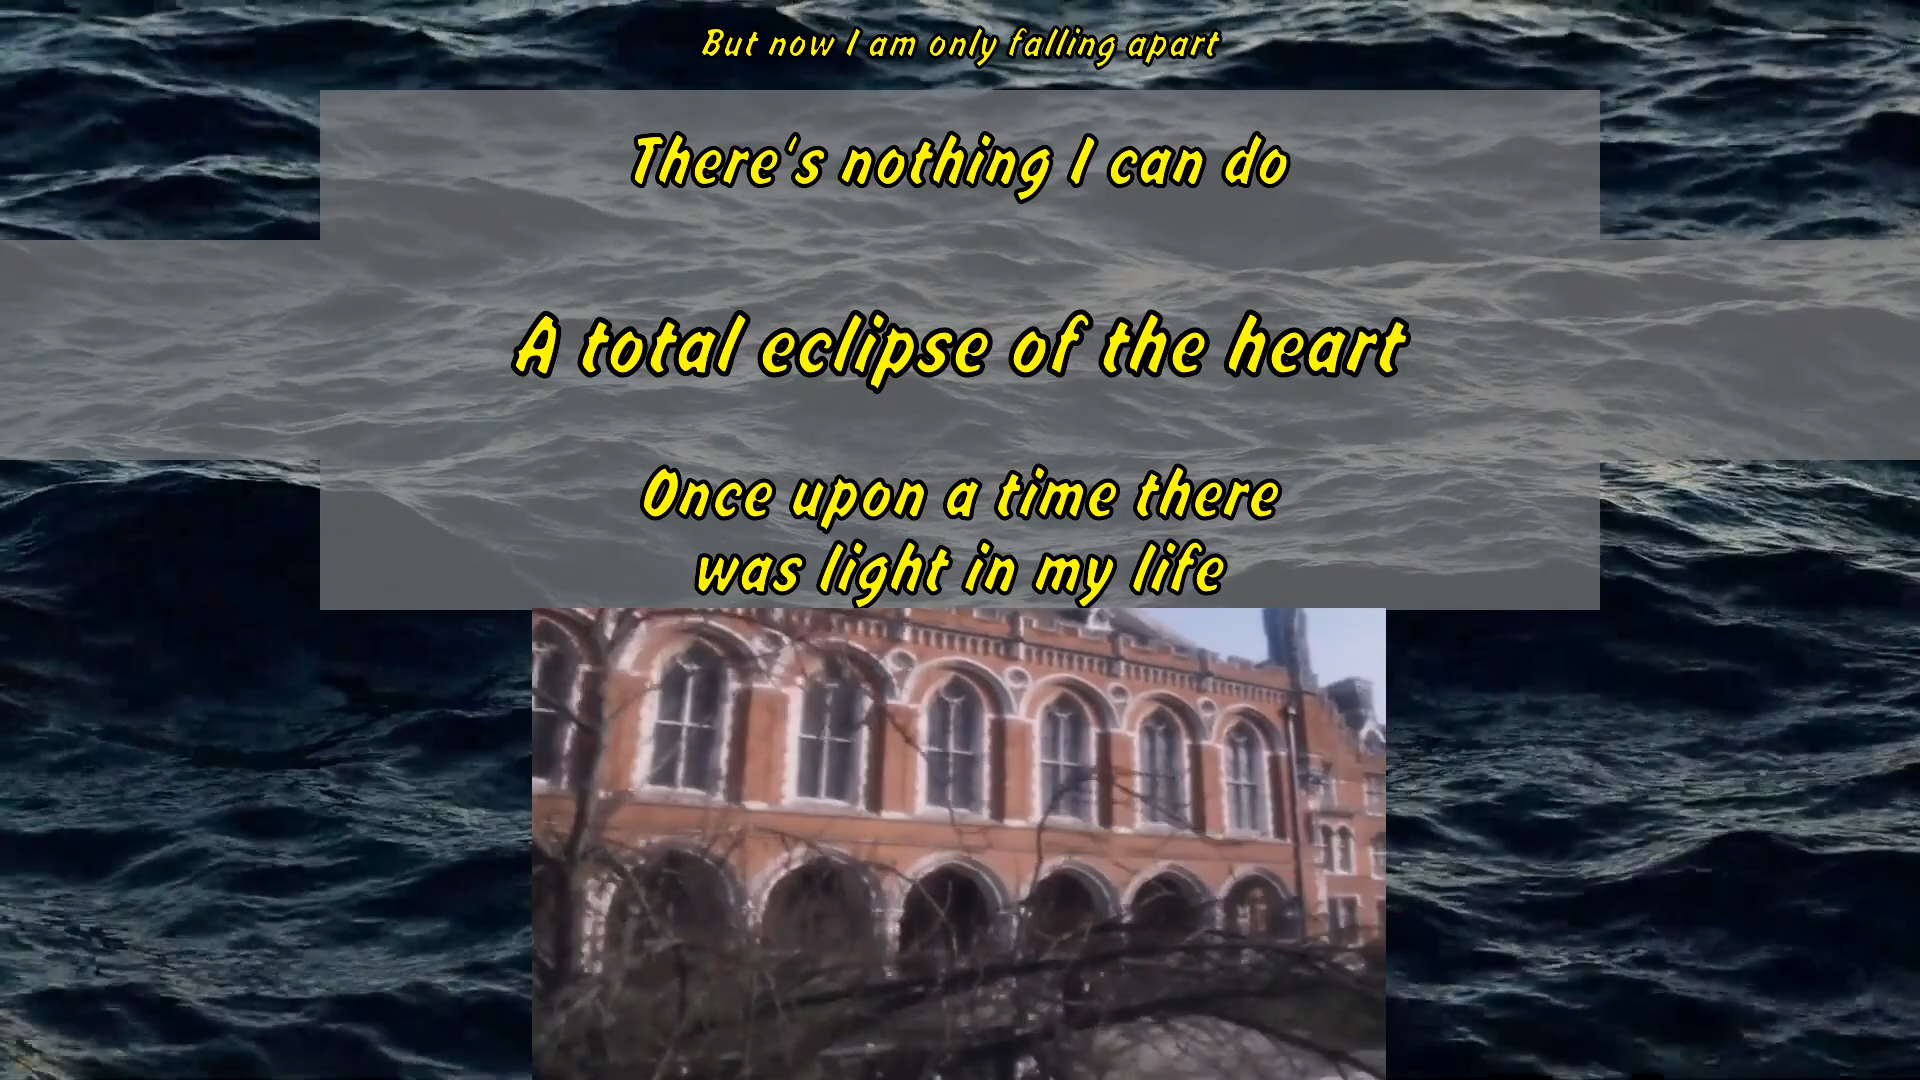 But now I am only falling apart
There's nothing I can do
A total eclipse of the heart
Once upon a time there
was light in my life